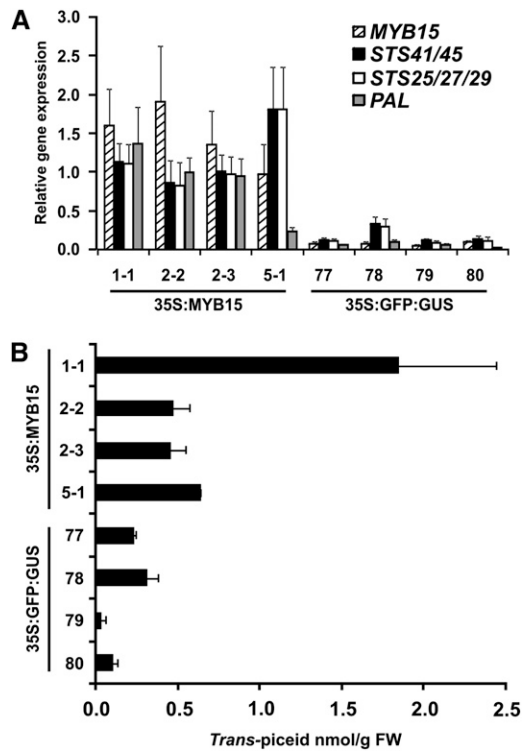 A
Relative gene expression
3.0
2.5
2.0
1.5
1.0
0.5
0.0
MYB15
STS41/45
STS25/27/29
PAL
1-1 2-2 2-3 5-1 77 78 79 80
35S:MYB15 35S:GFP:GUS
B
35S:MYB15
1-1
2-2
2-3
5-1
35S:GFP:GUS
77
78
79
80
0.0 0.5 1.0 1.5 2.0 2.5
Trans-piceid nmol/g FW